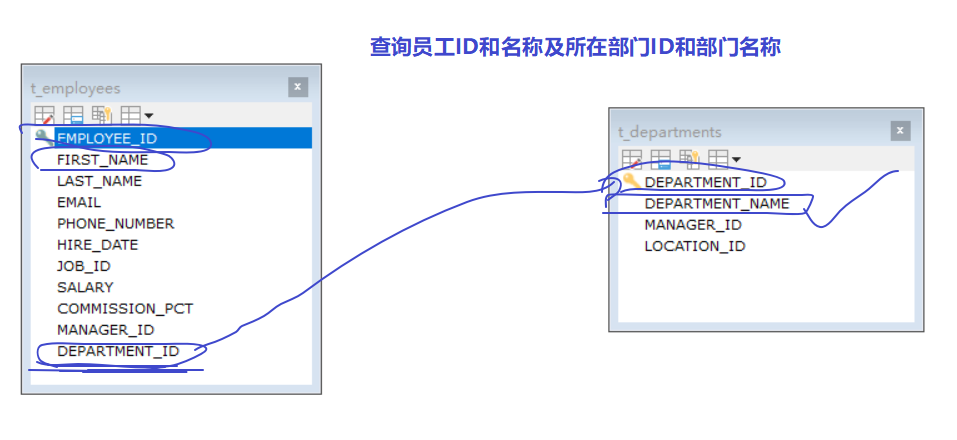 查询员工ID和名称及所在部门ID和部门名称
t_employees
EMPLOYEE_ID
FIRST_NAME
LAST_NAME
EMAIL
PHONE_NUMBER
HIRE_DATE
JOB_ID
SALARY
COMMISSION_PCT
MANAGER_ID
DEPARTMENT_ID
t_departments
DEPARTMENT_ID
DEPARTMENT_NAME
MANAGER_ID
LOCATION_ID